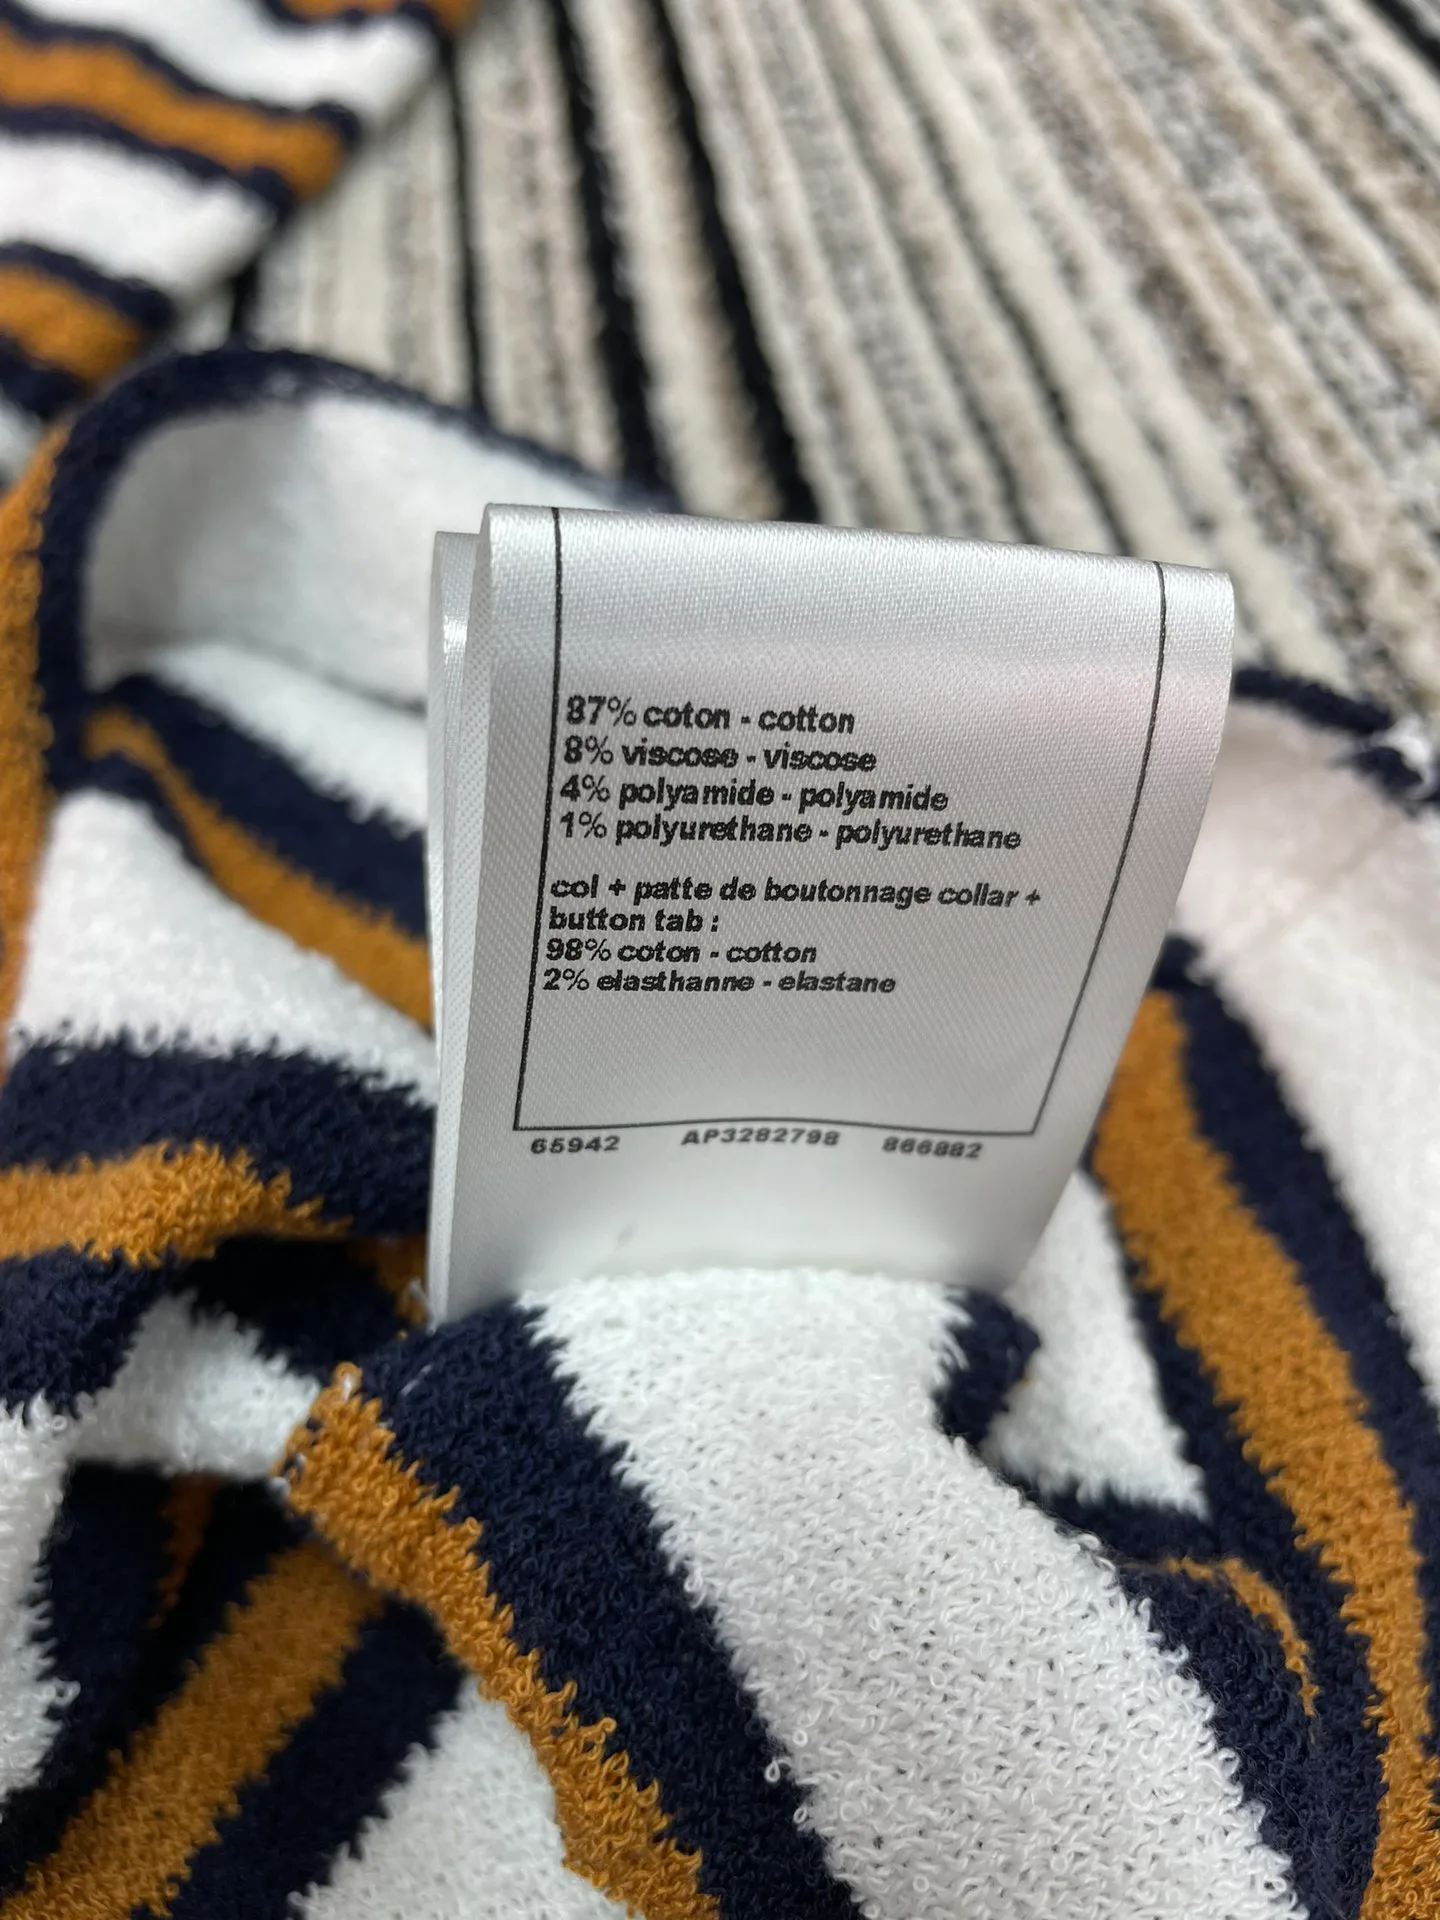 87% coton - cotton
8% viscose - viscose
4% polyamide - polyamide
1% polyurethane - polyurethane
col + patte de boutonnage collar +
button tab :
98% coton - cotton
2% elasthanne - elastane
65942 AP3282798 866882